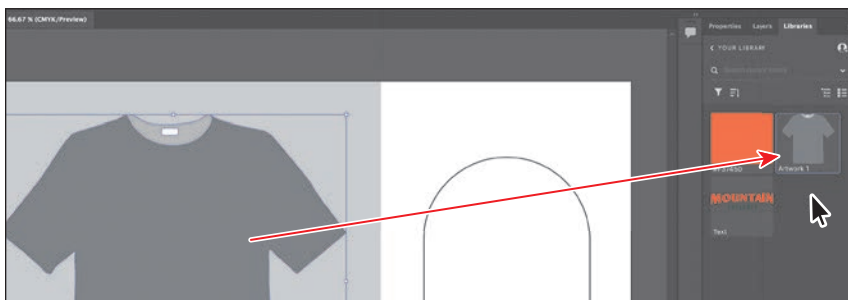 66.67 % (CMYK/Preview)
Properties Layers Libraries
YOUR LIBRARY
Artwork 1
MOUNTAIN
Text